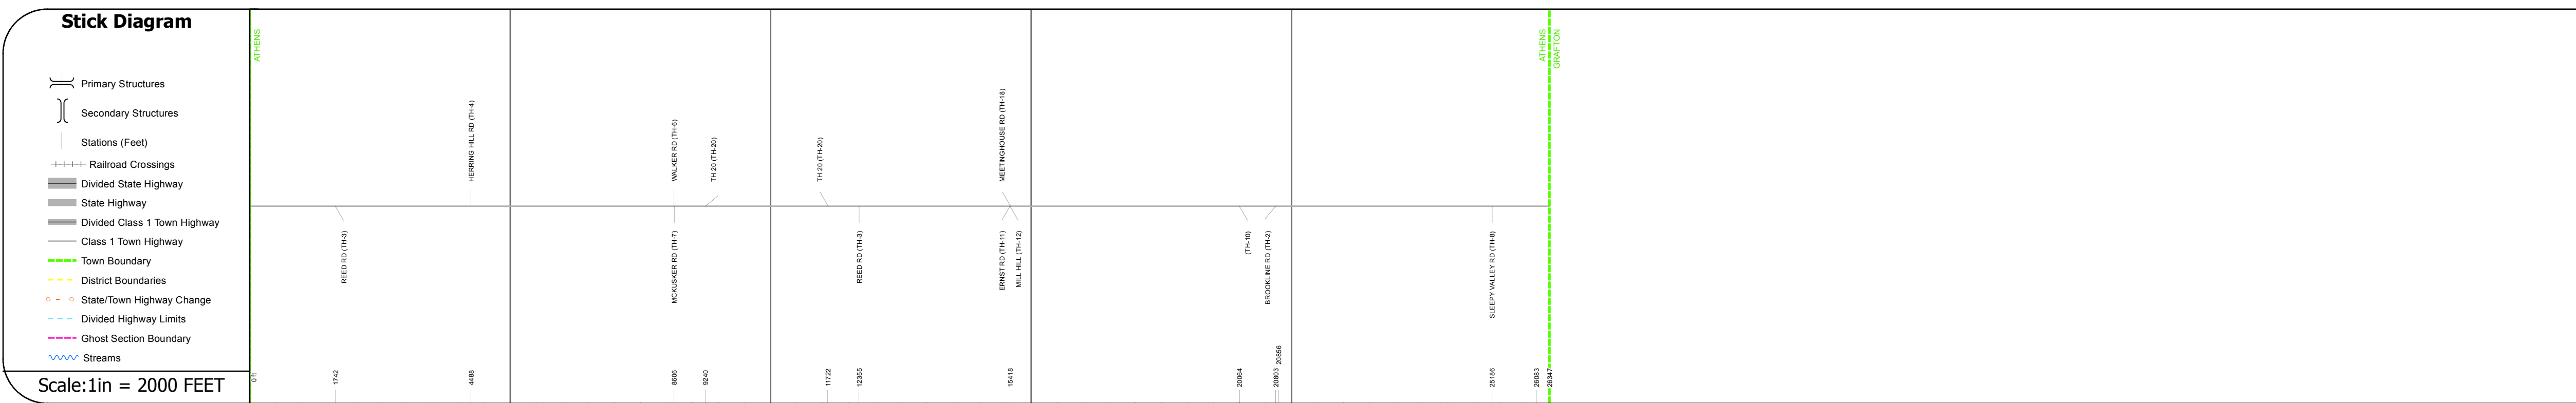 Stick Diagram
Primary Structures
Secondary Structures
Stations (Feet)
Railroad Crossings
Divided State Highway
State Highway
Divided Class 1 Town Highway
Class 1 Town Highway
Town Boundary
District Boundaries
State/Town Highway Change
Divided Highway Limits
Ghost Section Boundary
Streams
Scale:1in = 2000 FEET
ATHENS
ATHENS
GRAFTON
HERRING HILL RD (TH-4)
WALKER RD (TH-6)
TH 20 (TH-20)
TH 20 (TH-20)
MEETINGHOUSE RD (TH-18)
REED RD (TH-3)
MCKUSKER RD (TH-7)
REED RD (TH-3)
ERNST RD (TH-11)
MILL HILL (TH-12)
(TH-10)
BROOKLINE RD (TH-2)
SLEEPY VALLEY RD (TH-8)
0 ft
1742
4488
8606
9240
11722
12355
15418
20064
20803
20856
25186
26083
26347